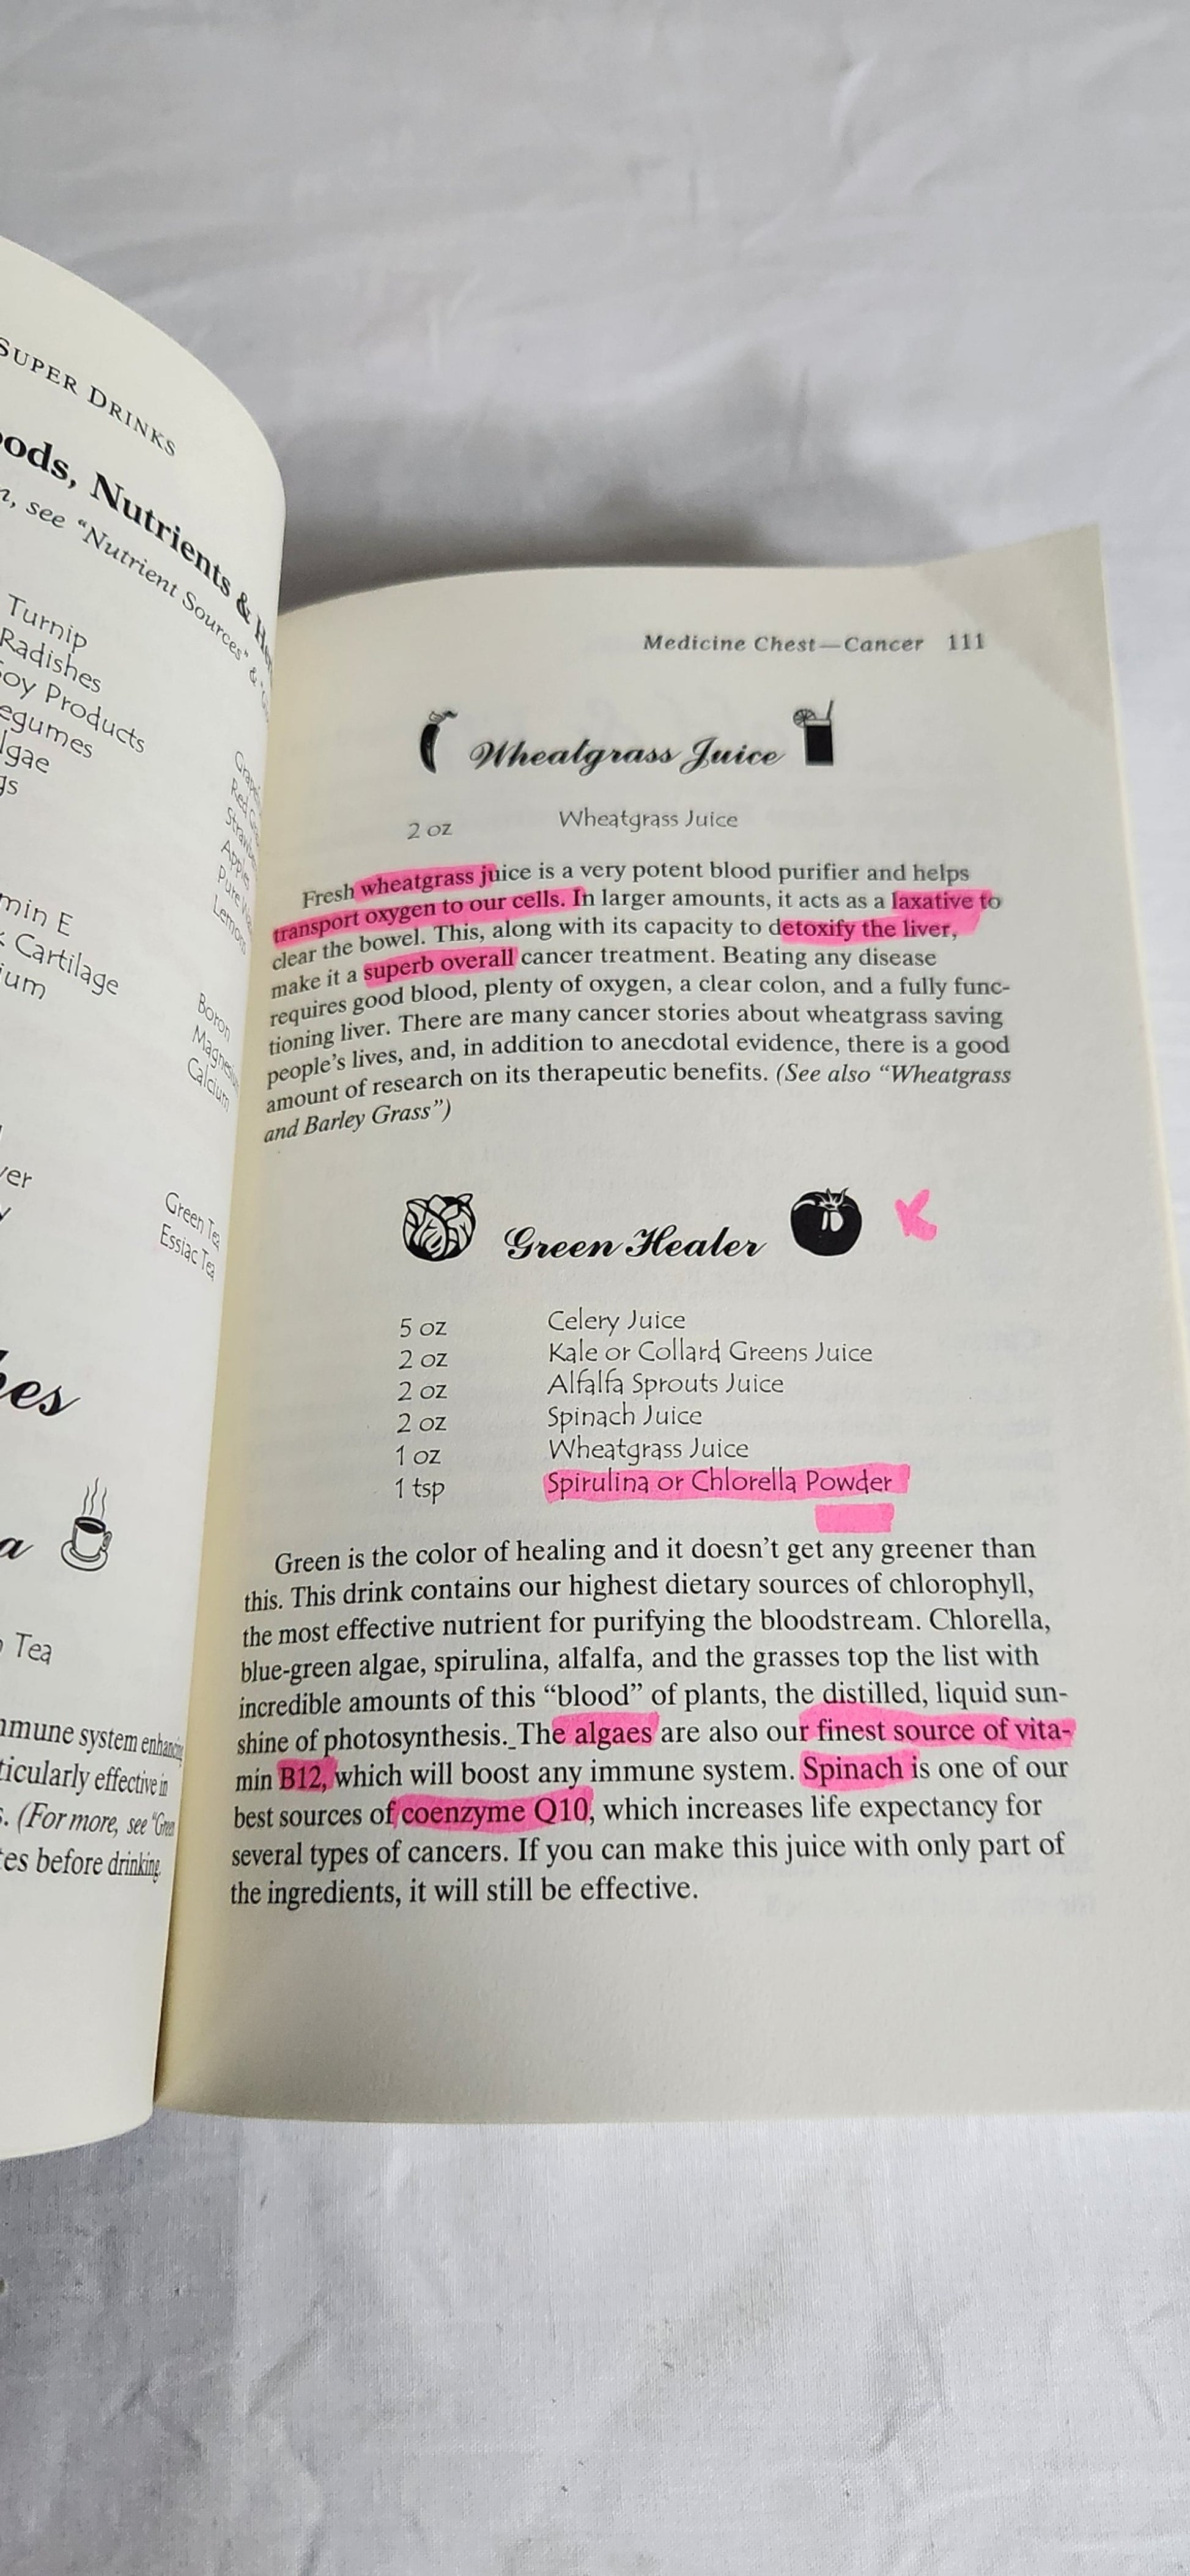 SUPER DRINKS
Nutrients &
see “Nutrient Sources” &
Turnip
Radishes
Soy Products
Legumes
gs
min E
Cartilage
ium
Boron
Calcium
Green Tea
Essiac Tea
Tea
mmune system enhancing
ticularly effective in
(For more, see “Green
tes before drinking.
Medicine Chest—Cancer 111
Wheatgrass Juice
2 oz Wheatgrass Juice
Fresh wheatgrass juice is a very potent blood purifier and helps
transport oxygen to our cells. In larger amounts, it acts as a laxative to
clear the bowel. This, along with its capacity to detoxify the liver,
make it a superb overall cancer treatment. Beating any disease
requires good blood, plenty of oxygen, a clear colon, and a fully func-
tioning liver. There are many cancer stories about wheatgrass saving
people’s lives, and, in addition to anecdotal evidence, there is a good
amount of research on its therapeutic benefits. (See also “Wheatgrass
and Barley Grass”)
Green Healer K
5 oz Celery Juice
2 oz Kale or Collard Greens Juice
2 oz Alfalfa Sprouts Juice
2 oz Spinach Juice
1 oz Wheatgrass Juice
1 tsp Spirulina or Chlorella Powder
Green is the color of healing and it doesn’t get any greener than
this. This drink contains our highest dietary sources of chlorophyll,
the most effective nutrient for purifying the bloodstream. Chlorella,
blue-green algae, spirulina, alfalfa, and the grasses top the list with
incredible amounts of this “blood” of plants, the distilled, liquid sun-
shine of photosynthesis. The algaes are also our finest source of vita-
min B12, which will boost any immune system. Spinach is one of our
best sources of coenzyme Q10, which increases life expectancy for
several types of cancers. If you can make this juice with only part of
the ingredients, it will still be effective.